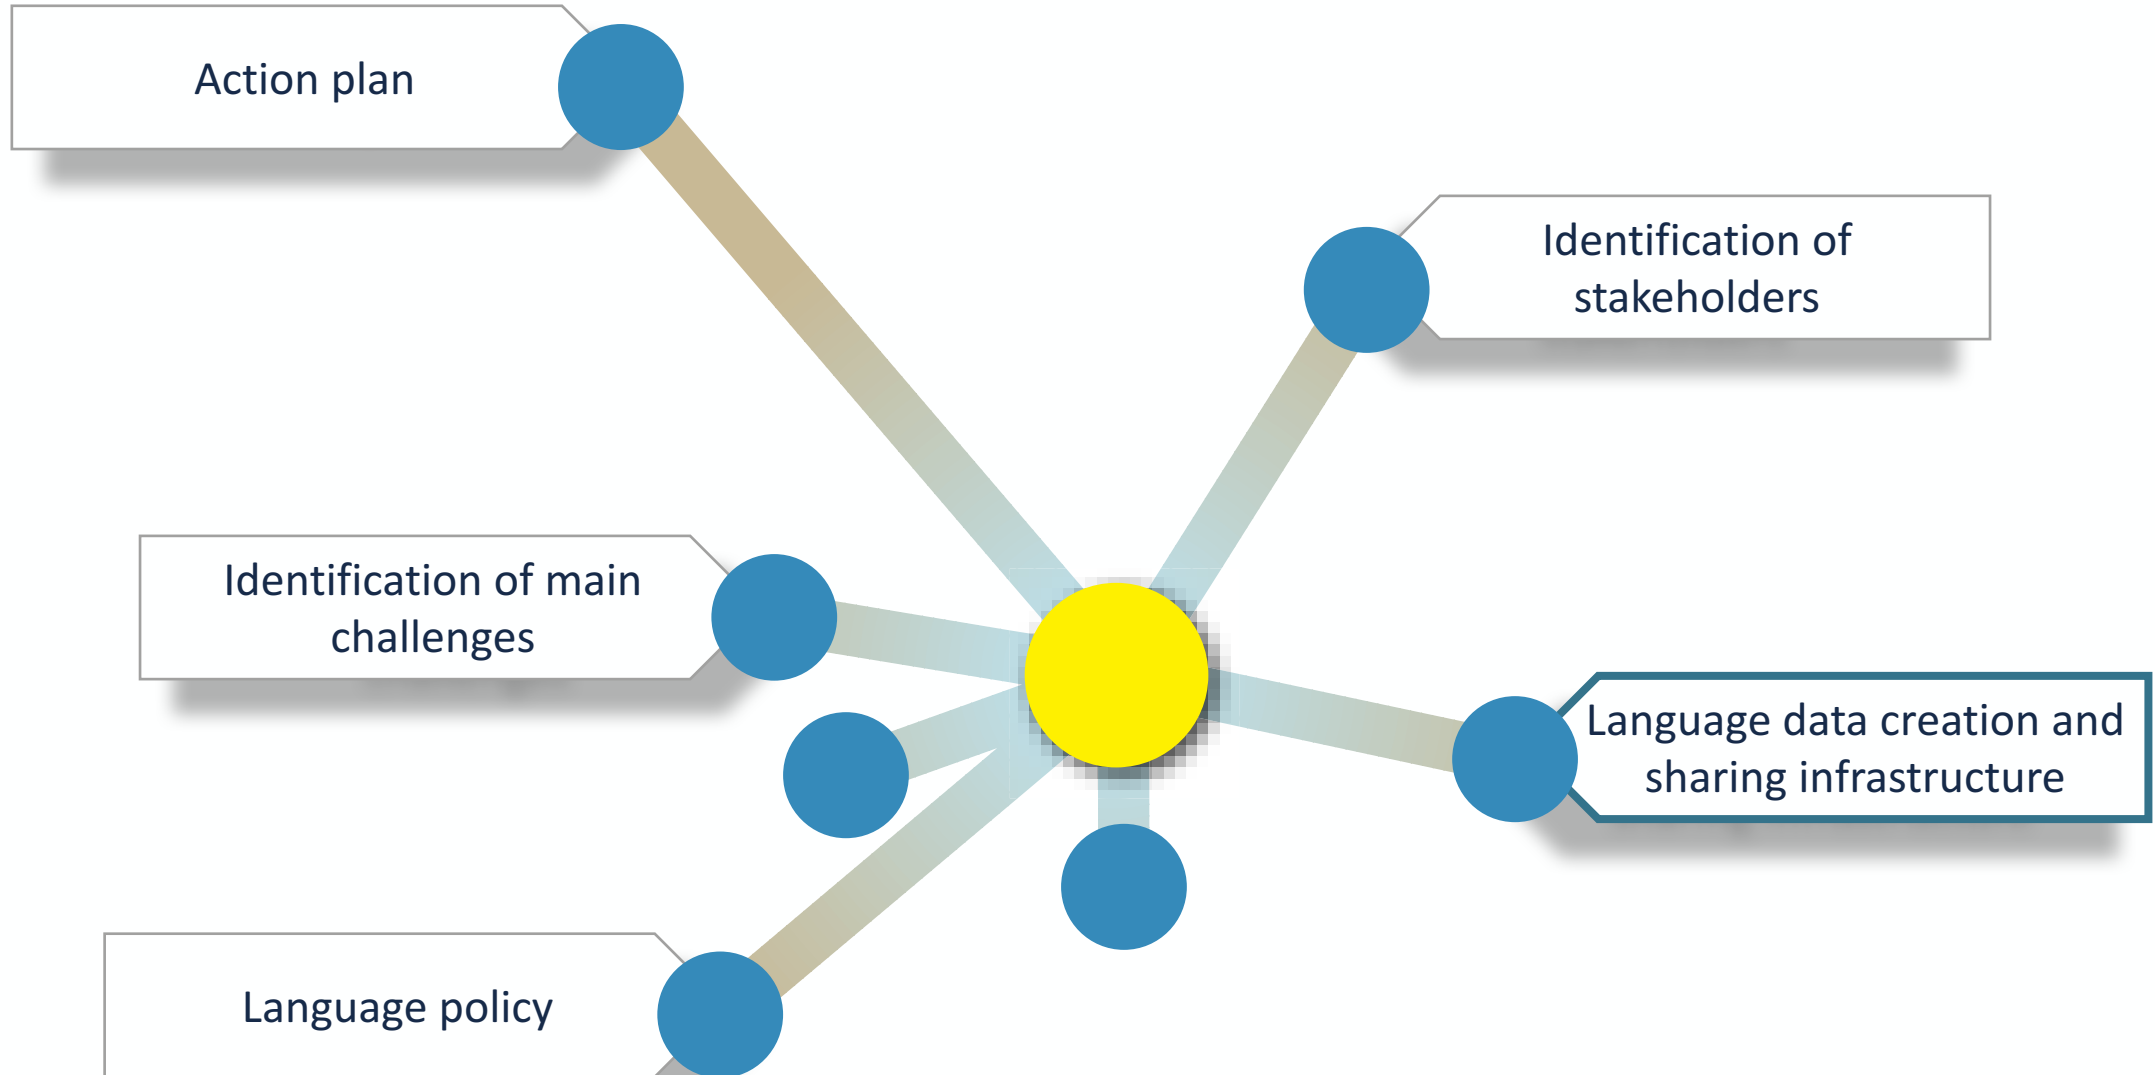 Action plan
Identification of
stakeholders
Identification of main
challenges
Language data creation and
sharing infrastructure
Language policy